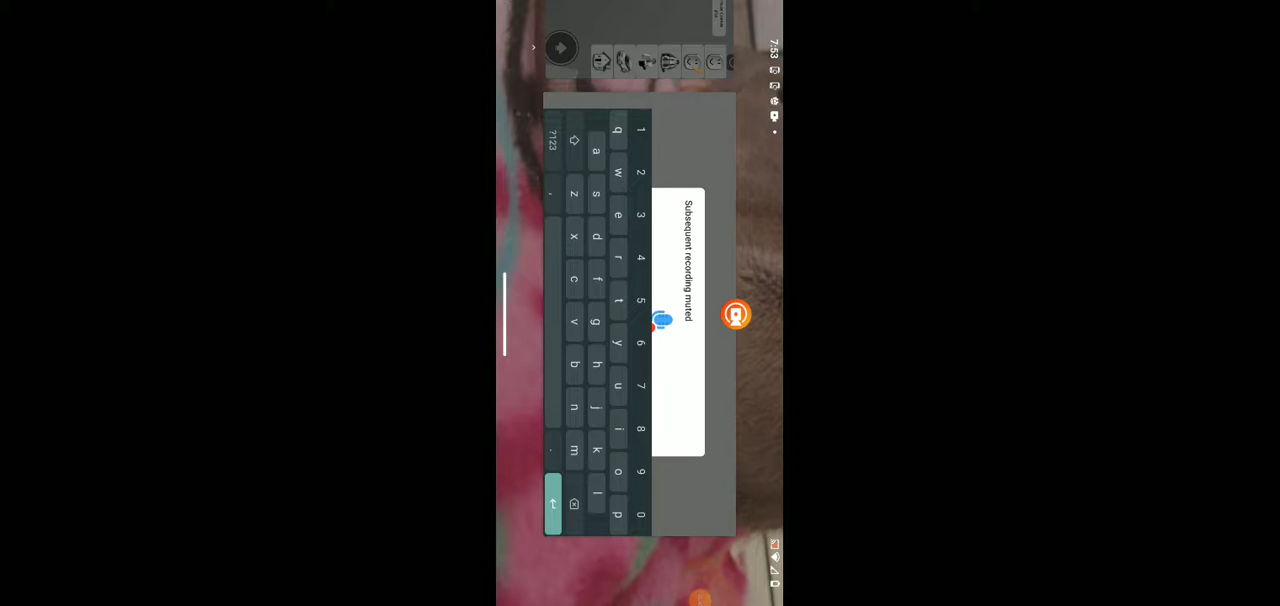 7:53
Subsequent recording muted
1 2 3 4 5 6 7 8 9 0
q w e r t y u i o p
a s d f g h j k l
z x c v b n m
?123 , .